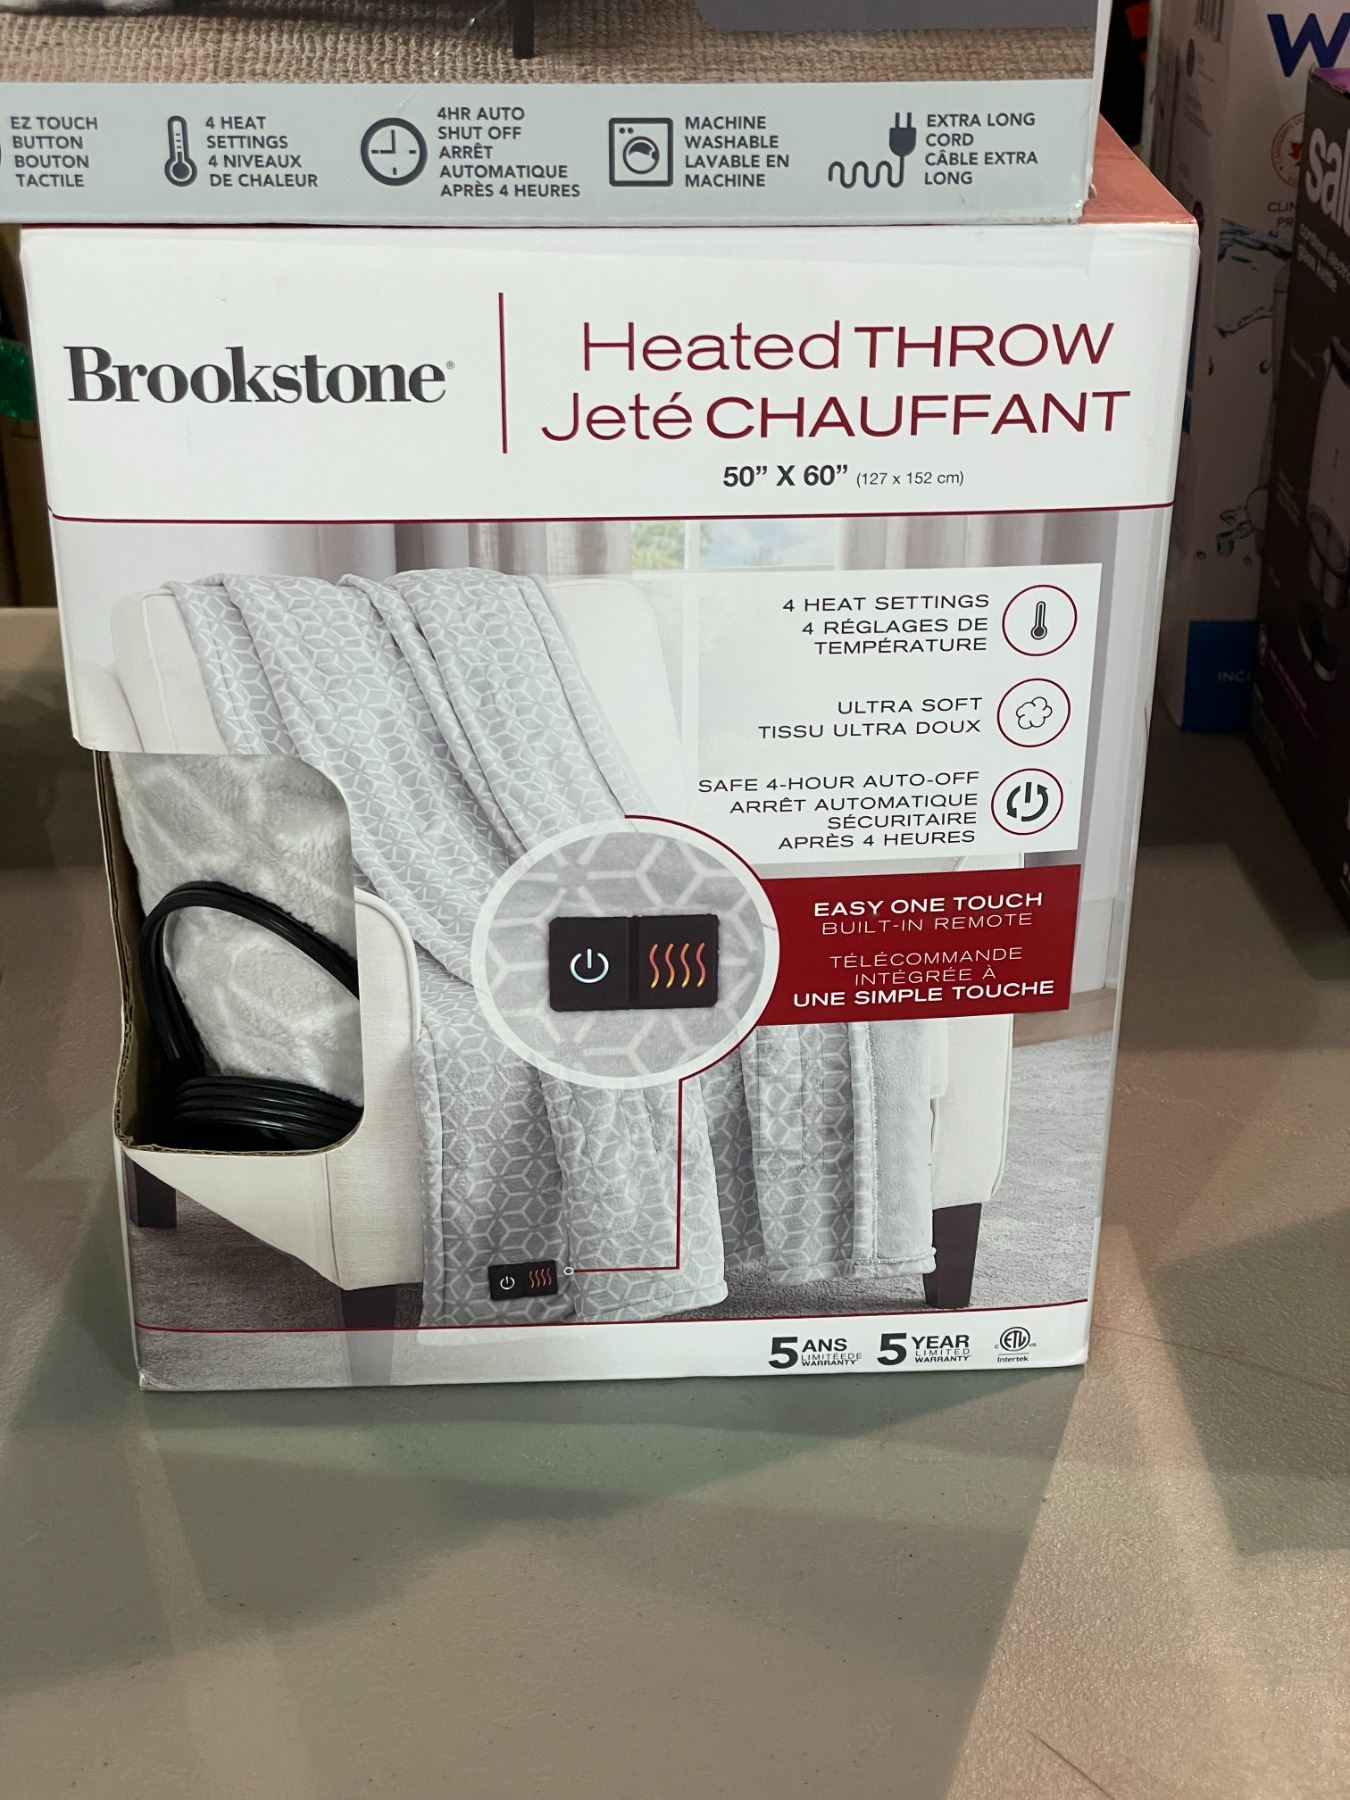 EZ TOUCH
BUTTON
BOUTON
TACTILE
4 HEAT
SETTINGS
4 NIVEAUX
DE CHALEUR
4HR AUTO
SHUT OFF
ARRÊT
AUTOMATIQUE
APRÈS 4 HEURES
MACHINE
WASHABLE
LAVABLE EN
MACHINE
EXTRA LONG
CORD
CÂBLE EXTRA
LONG
Brookstone®
Heated THROW
Jeté CHAUFFANT
50" X 60" (127 x 152 cm)
4 HEAT SETTINGS
4 RÉGLAGES DE
TEMPÉRATURE
ULTRA SOFT
TISSU ULTRA DOUX
SAFE 4-HOUR AUTO-OFF
ARRÊT AUTOMATIQUE
SÉCURITAIRE
APRÈS 4 HEURES
EASY ONE TOUCH
BUILT-IN REMOTE
TÉLÉCOMMANDE
INTÉGRÉE À
UNE SIMPLE TOUCHE
5 ANS
LIMITÉEDE
WARRANTY
5 YEAR
LIMITED
WARRANTY
ETL
Intertek
W